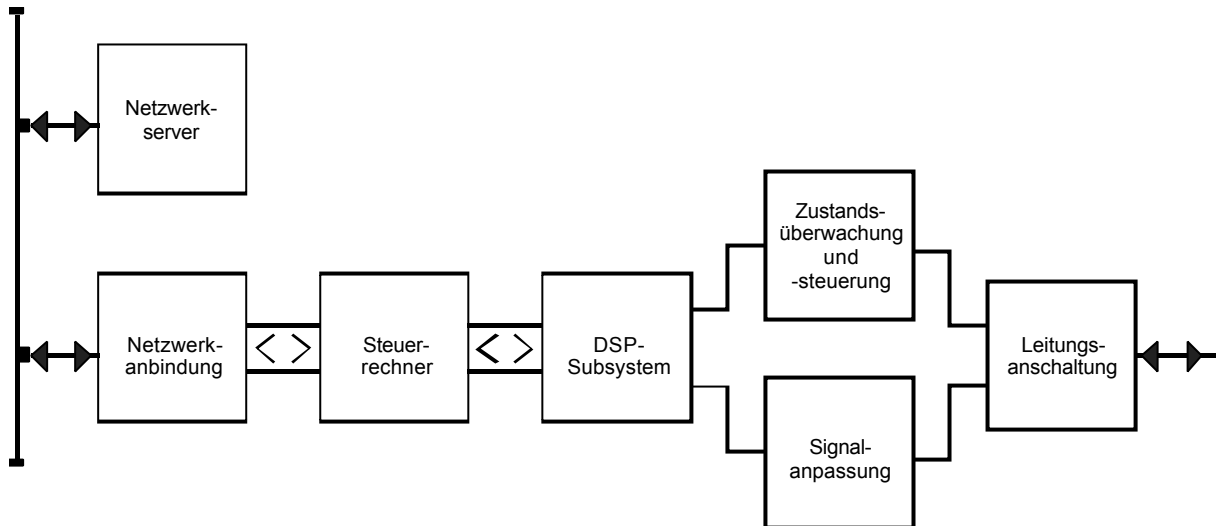 Netzwerk-
server
Zustands-
überwachung
und
-steuerung
Netzwerk-
anbindung
Steuer-
rechner
DSP-
Subsystem
Leitungs-
anschaltung
Signal-
anpassung